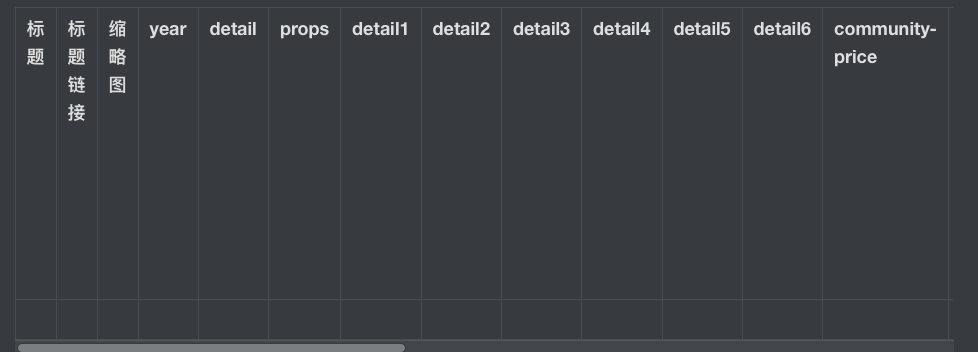 标题
标题链接
缩略图
year
detail
props
detail1
detail2
detail3
detail4
detail5
detail6
community-
price